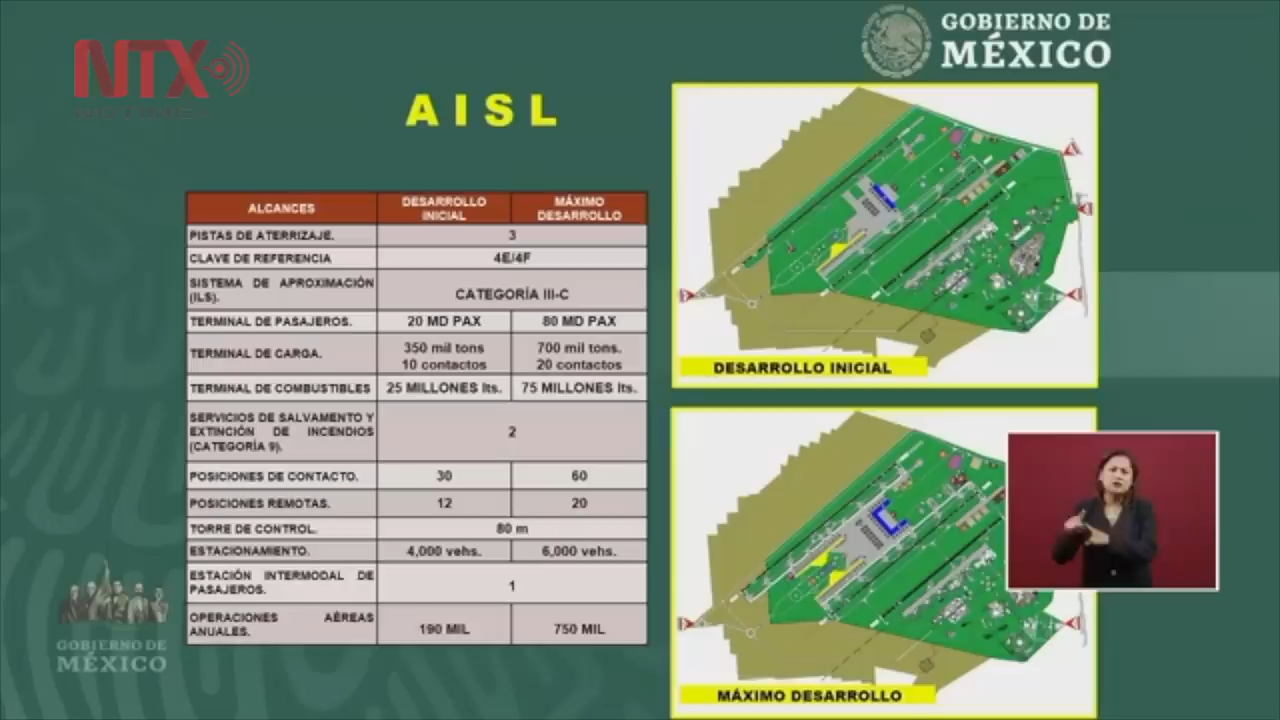 NTX
NOTIMEX
GOBIERNO DE
MÉXICO
AISL
ALCANCES
DESARROLLO
INICIAL
MÁXIMO
DESARROLLO
PISTAS DE ATERRIZAJE.
3
CLAVE DE REFERENCIA
4E/4F
SISTEMA DE APROXIMACIÓN
(ILS).
CATEGORÍA III-C
TERMINAL DE PASAJEROS.
20 MD PAX
80 MD PAX
TERMINAL DE CARGA.
350 mil tons
10 contactos
700 mil tons.
20 contactos
TERMINAL DE COMBUSTIBLES
25 MILLONES lts.
75 MILLONES lts.
SERVICIOS DE SALVAMENTO Y
EXTINCIÓN DE INCENDIOS
(CATEGORÍA 9).
2
POSICIONES DE CONTACTO.
30
60
POSICIONES REMOTAS.
12
20
TORRE DE CONTROL.
80 m
ESTACIONAMIENTO.
4,000 vehs.
6,000 vehs.
ESTACIÓN INTERMODAL DE
PASAJEROS.
1
OPERACIONES AÉREAS
ANUALES.
190 MIL
750 MIL
DESARROLLO INICIAL
MÁXIMO DESARROLLO
GOBIERNO DE
MÉXICO